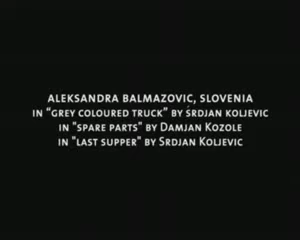 ALEKSANDRA BALMAZOVIC, SLOVENIA
IN “GREY COLOURED TRUCK” BY ŚRDJAN KOLJEVIC
IN "SPARE PARTS" BY DAMJAN KOZOLE
IN "LAST SUPPER" BY SRDJAN KOLJEVIC